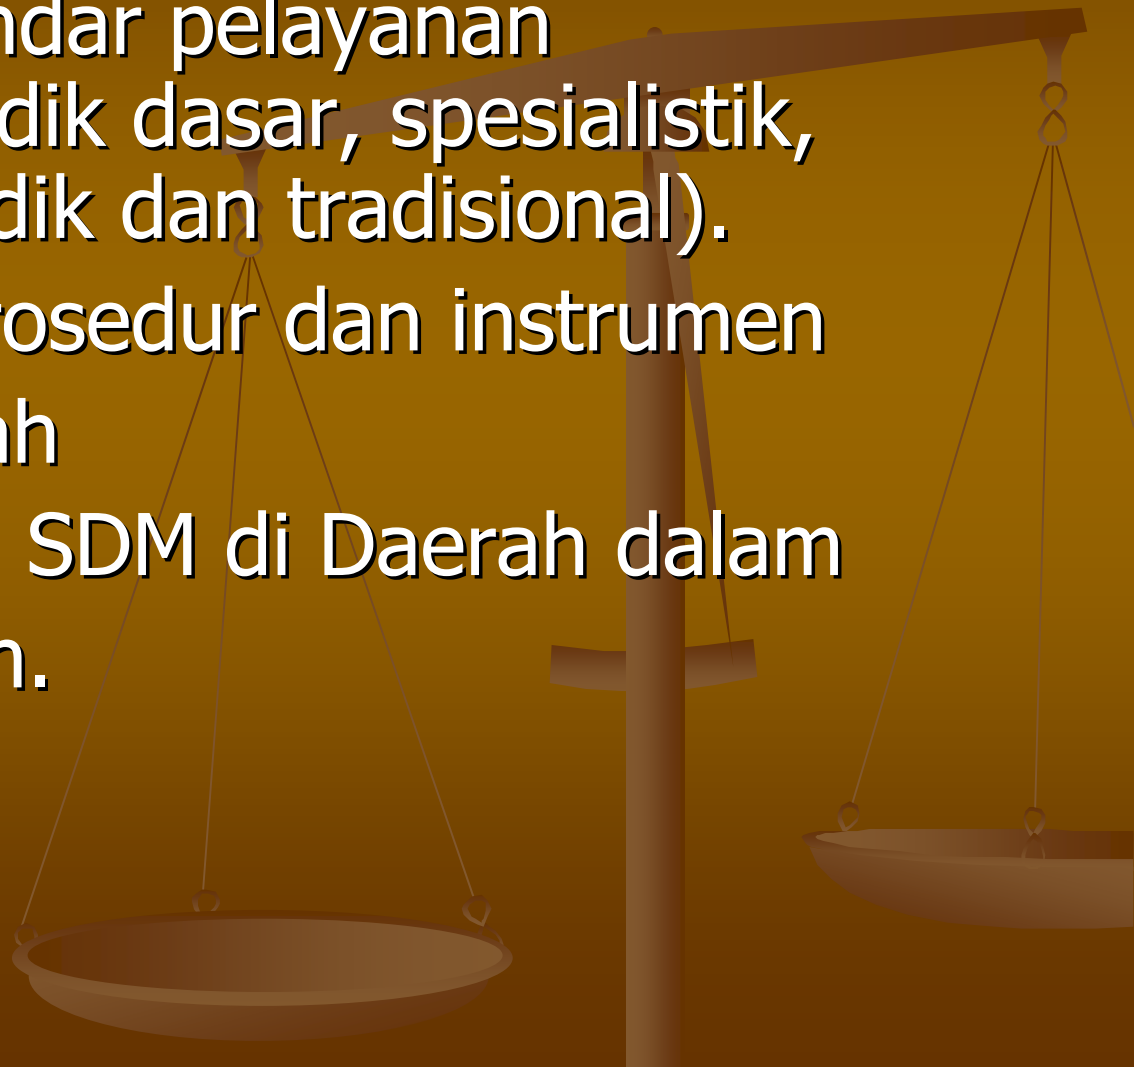 ndar pelayanan
dik dasar, spesialistik,
dik dan tradisional).
rosedur dan instrumen
ah
SDM di Daerah dalam
n.